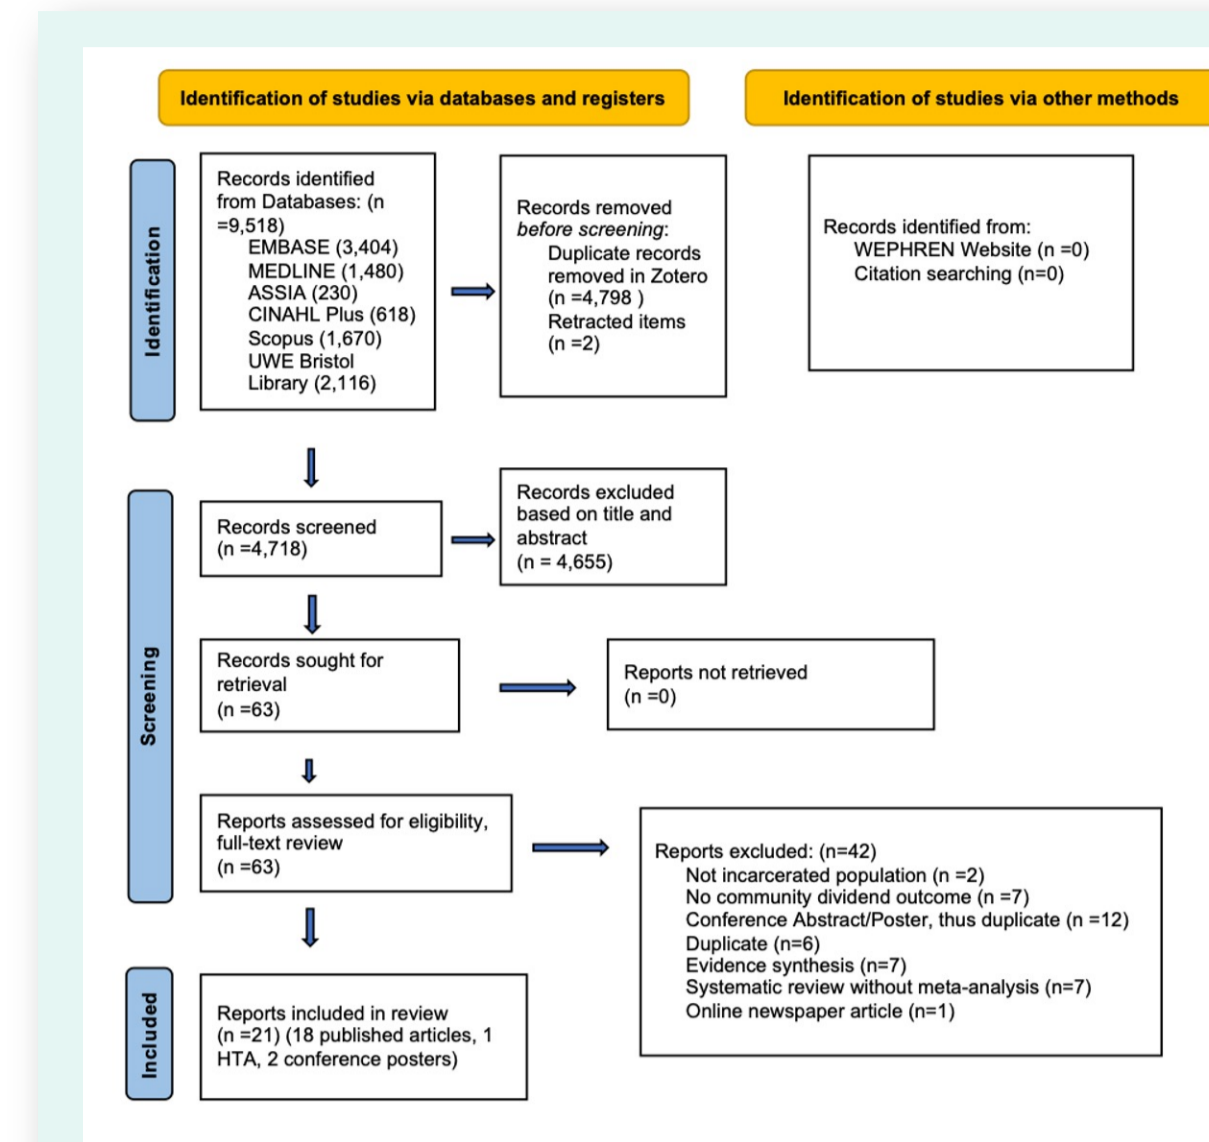 Identification of studies via databases and registers
Identification of studies via other methods
Identification
Records identified
from Databases: (n
=9,518)
EMBASE (3,404)
MEDLINE (1,480)
ASSIA (230)
CINAHL Plus (618)
Scopus (1,670)
UWE Bristol
Library (2,116)
Records removed
before screening:
Duplicate records
removed in Zotero
(n =4,798 )
Retracted items
(n =2)
Records identified from:
WEPHREN Website (n =0)
Citation searching (n=0)
Screening
Records screened
(n =4,718)
Records excluded
based on title and
abstract
(n = 4,655)
Records sought for
retrieval
(n =63)
Reports not retrieved
(n =0)
Reports assessed for eligibility,
full-text review
(n =63)
Reports excluded: (n=42)
Not incarcerated population (n =2)
No community dividend outcome (n =7)
Conference Abstract/Poster, thus duplicate (n =12)
Duplicate (n=6)
Evidence synthesis (n=7)
Systematic review without meta-analysis (n=7)
Online newspaper article (n=1)
Included
Reports included in review
(n =21) (18 published articles, 1
HTA, 2 conference posters)